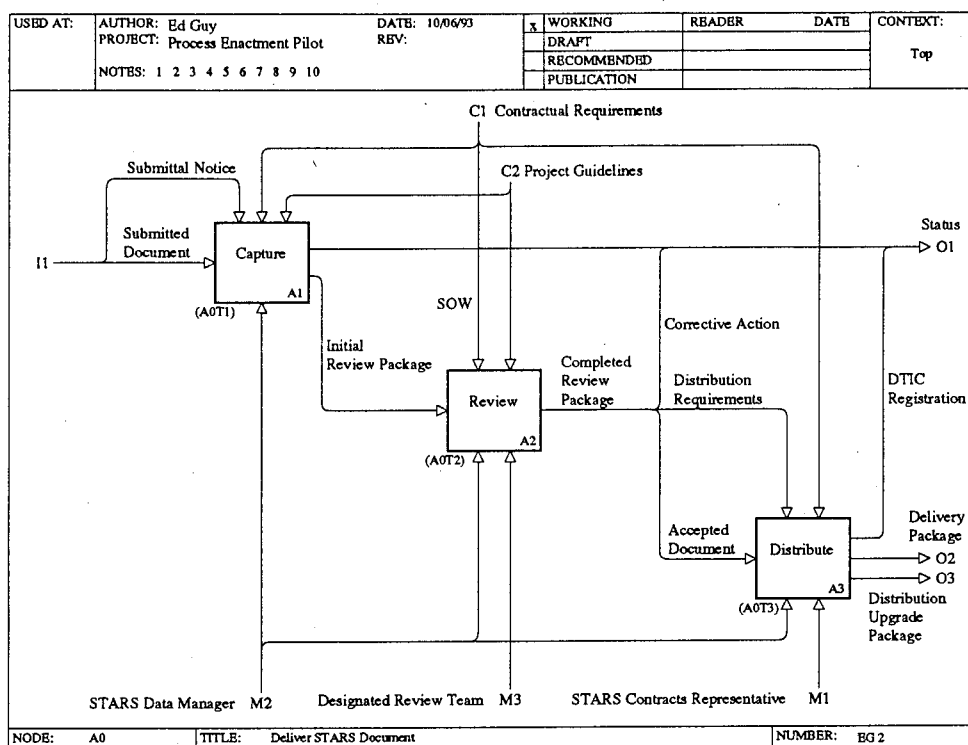 USED AT:
AUTHOR: Ed Guy
DATE: 10/06/93
PROJECT: Process Enactment Pilot
REV:
NOTES: 1 2 3 4 5 6 7 8 9 10
x WORKING
DRAFT
RECOMMENDED
PUBLICATION
READER DATE
CONTEXT:
Top
C1 Contractual Requirements
Submittal Notice
C2 Project Guidelines
Submitted
Document
I1
Capture
A1
(A0T1)
Status
O1
SOW
Corrective Action
Initial
Review Package
Completed
Review
Package
Distribution
Requirements
DTIC
Registration
Review
A2
(A0T2)
Accepted
Document
Distribute
A3
(A0T3)
Delivery
Package
O2
O3
Distribution
Upgrade
Package
STARS Data Manager M2
Designated Review Team M3
STARS Contracts Representative M1
NODE: A0
TITLE: Deliver STARS Document
NUMBER: EG 2